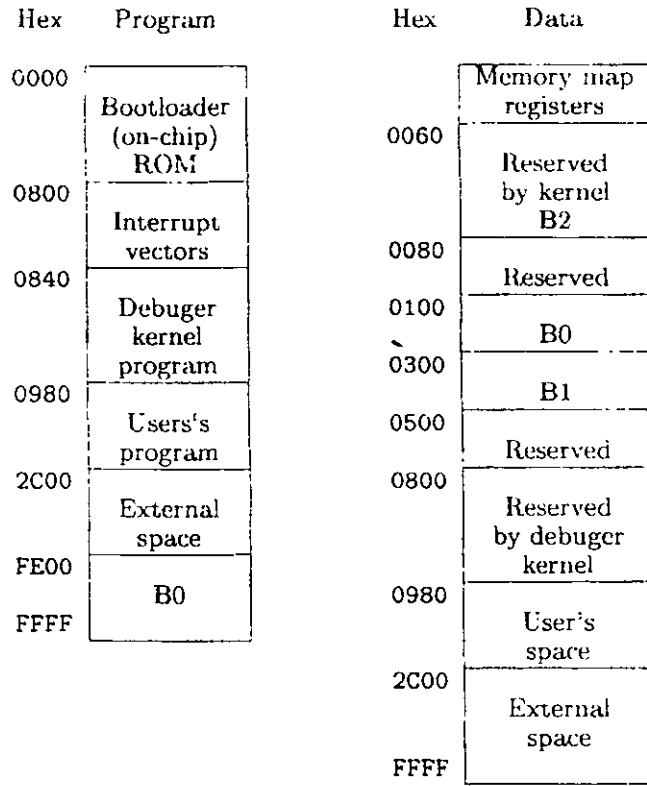 Hex Program
0000
Bootloader
(on-chip)
ROM
0800
Interrupt
vectors
0840
Debuger
kernel
program
0980
Users's
program
2C00
External
space
FE00
B0
FFFF
Hex Data
Memory map
registers
0060
Reserved
by kernel
B2
0080
Reserved
0100
B0
0300
B1
0500
Reserved
0800
Reserved
by debuger
kernel
0980
User's
space
2C00
External
space
FFFF